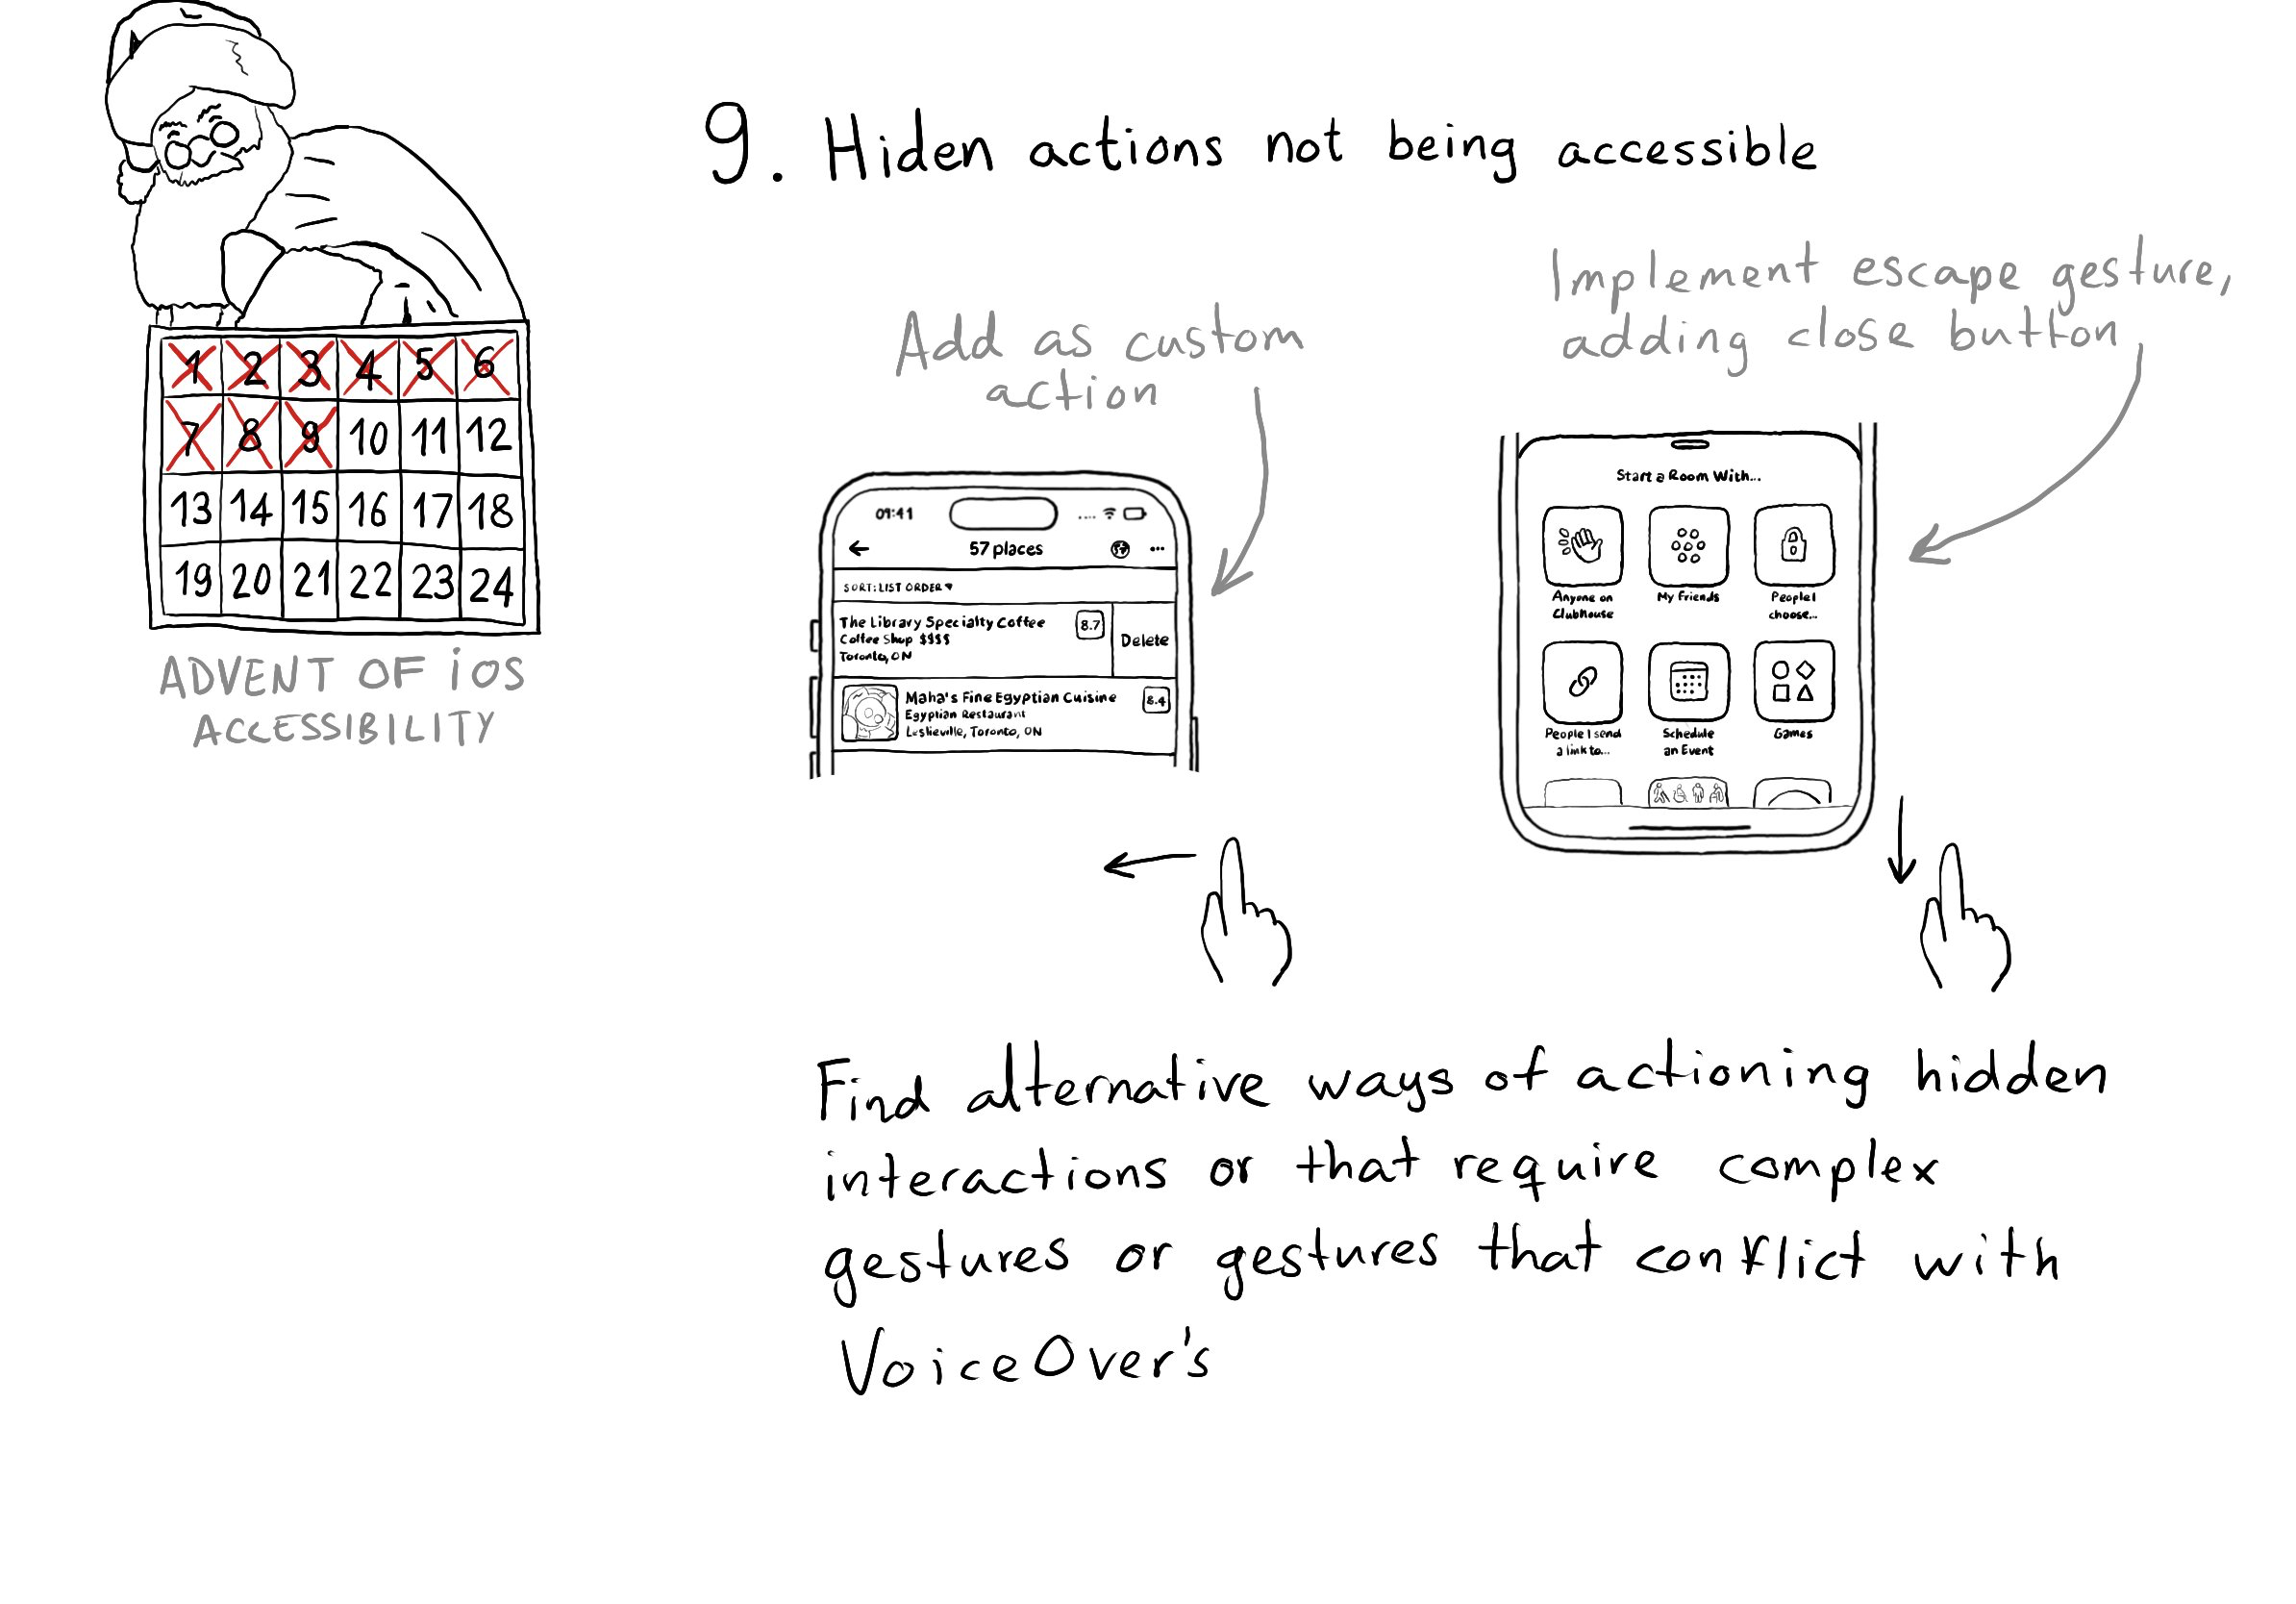 9. Hiden actions not being accessible
1 2 3 4 5 6
7 8 9 10 11 12
13 14 15 16 17 18
19 20 21 22 23 24
ADVENT OF iOS
ACCESSIBILITY
Add as custom
action
09:41
57 places
SORT: LIST ORDER
The Library Specialty Coffee
Coffee Shop $$$$
Toronto, ON
8.7
Delete
Maha's Fine Egyptian Cuisine
Egyptian Restaurant
Leslieville, Toronto, ON
8.4
Implement escape gesture,
adding close button
Start a Room With...
Anyone on
Clubhouse
My Friends
People I
choose...
People I send
a link to...
Schedule
an Event
Games
Find alternative ways of actioning hidden
interactions or that require complex
gestures or gestures that conflict with
VoiceOver's